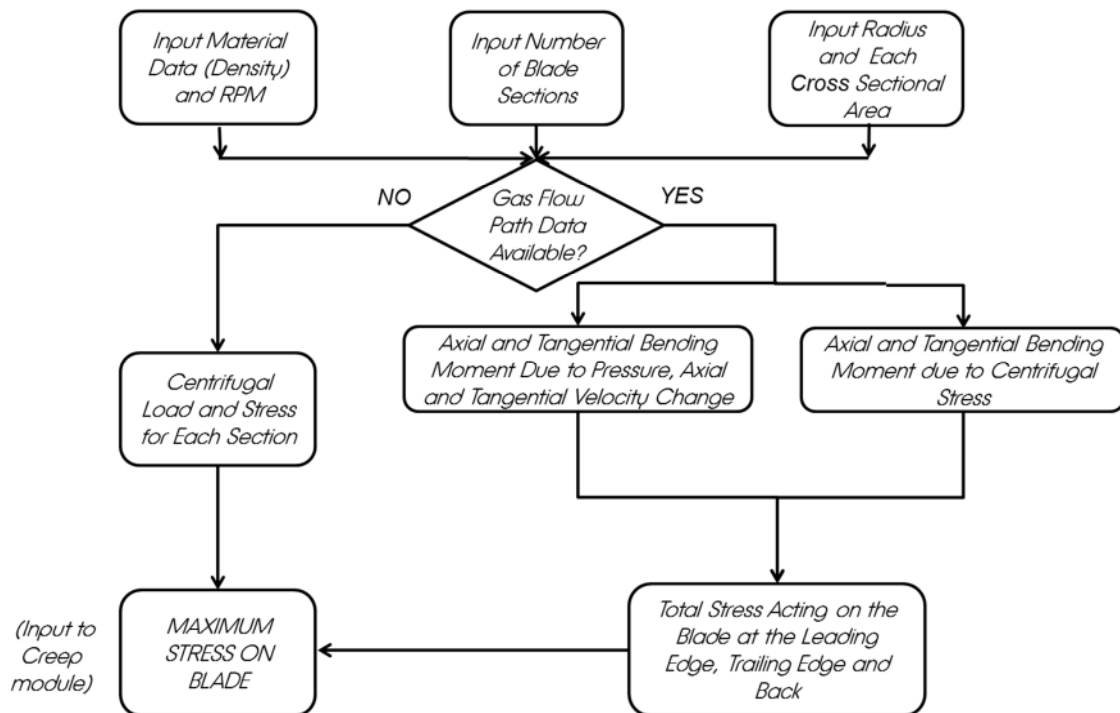 Input Material
Data (Density)
and RPM
Input Number
of Blade
Sections
Input Radius
and Each
Cross Sectional
Area
NO
Gas Flow
Path Data
Available?
YES
Centrifugal
Load and Stress
for Each Section
Axial and Tangential Bending
Moment Due to Pressure, Axial
and Tangential Velocity Change
Axial and Tangential Bending
Moment due to Centrifugal
Stress
(Input to
Creep
module)
MAXIMUM
STRESS ON
BLADE
Total Stress Acting on the
Blade at the Leading
Edge, Trailing Edge and
Back